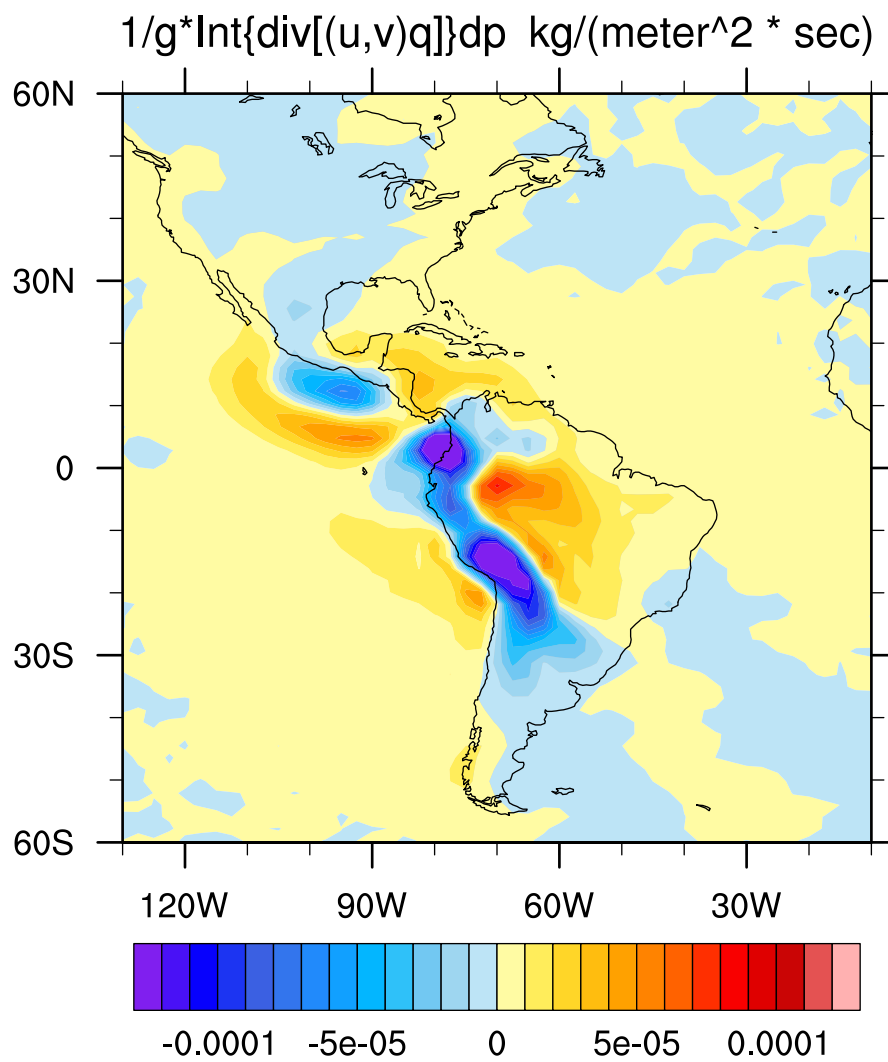 1/g*Int{div[(u,v)q]}dp kg/(meter^2 * sec)
60N
30N
0
30S
60S
120W 90W 60W 30W
-0.0001 -5e-05 0 5e-05 0.0001